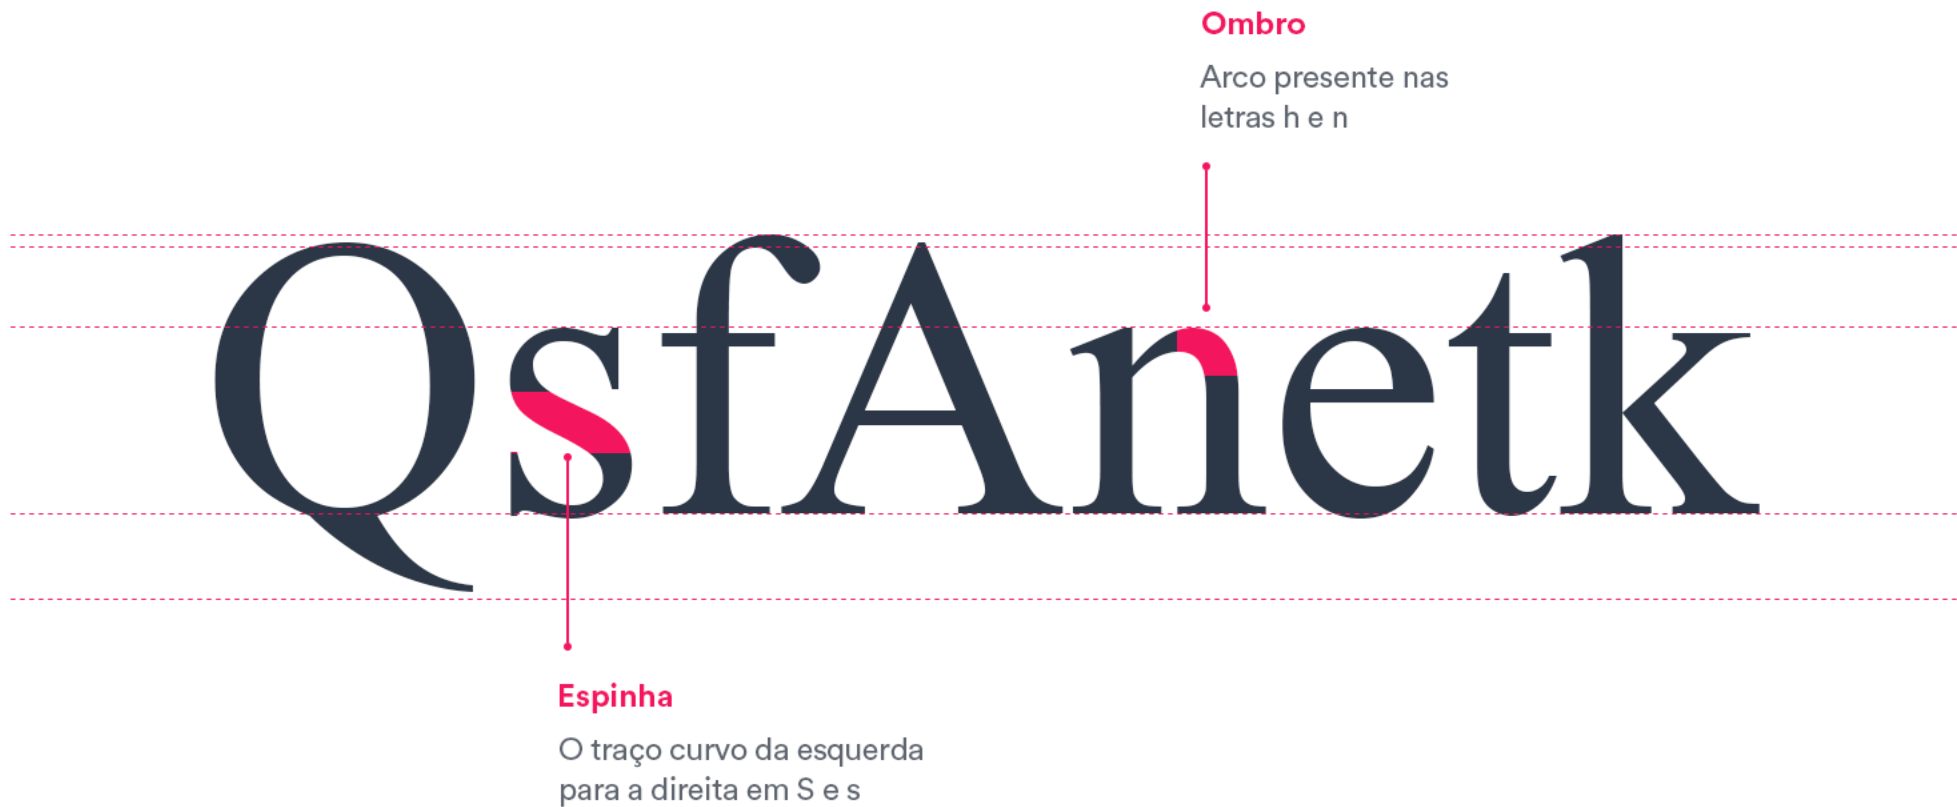 Ombro
Arco presente nas
letras h e n
QsfAnetk
Espinha
O traço curvo da esquerda
para a direita em S e s